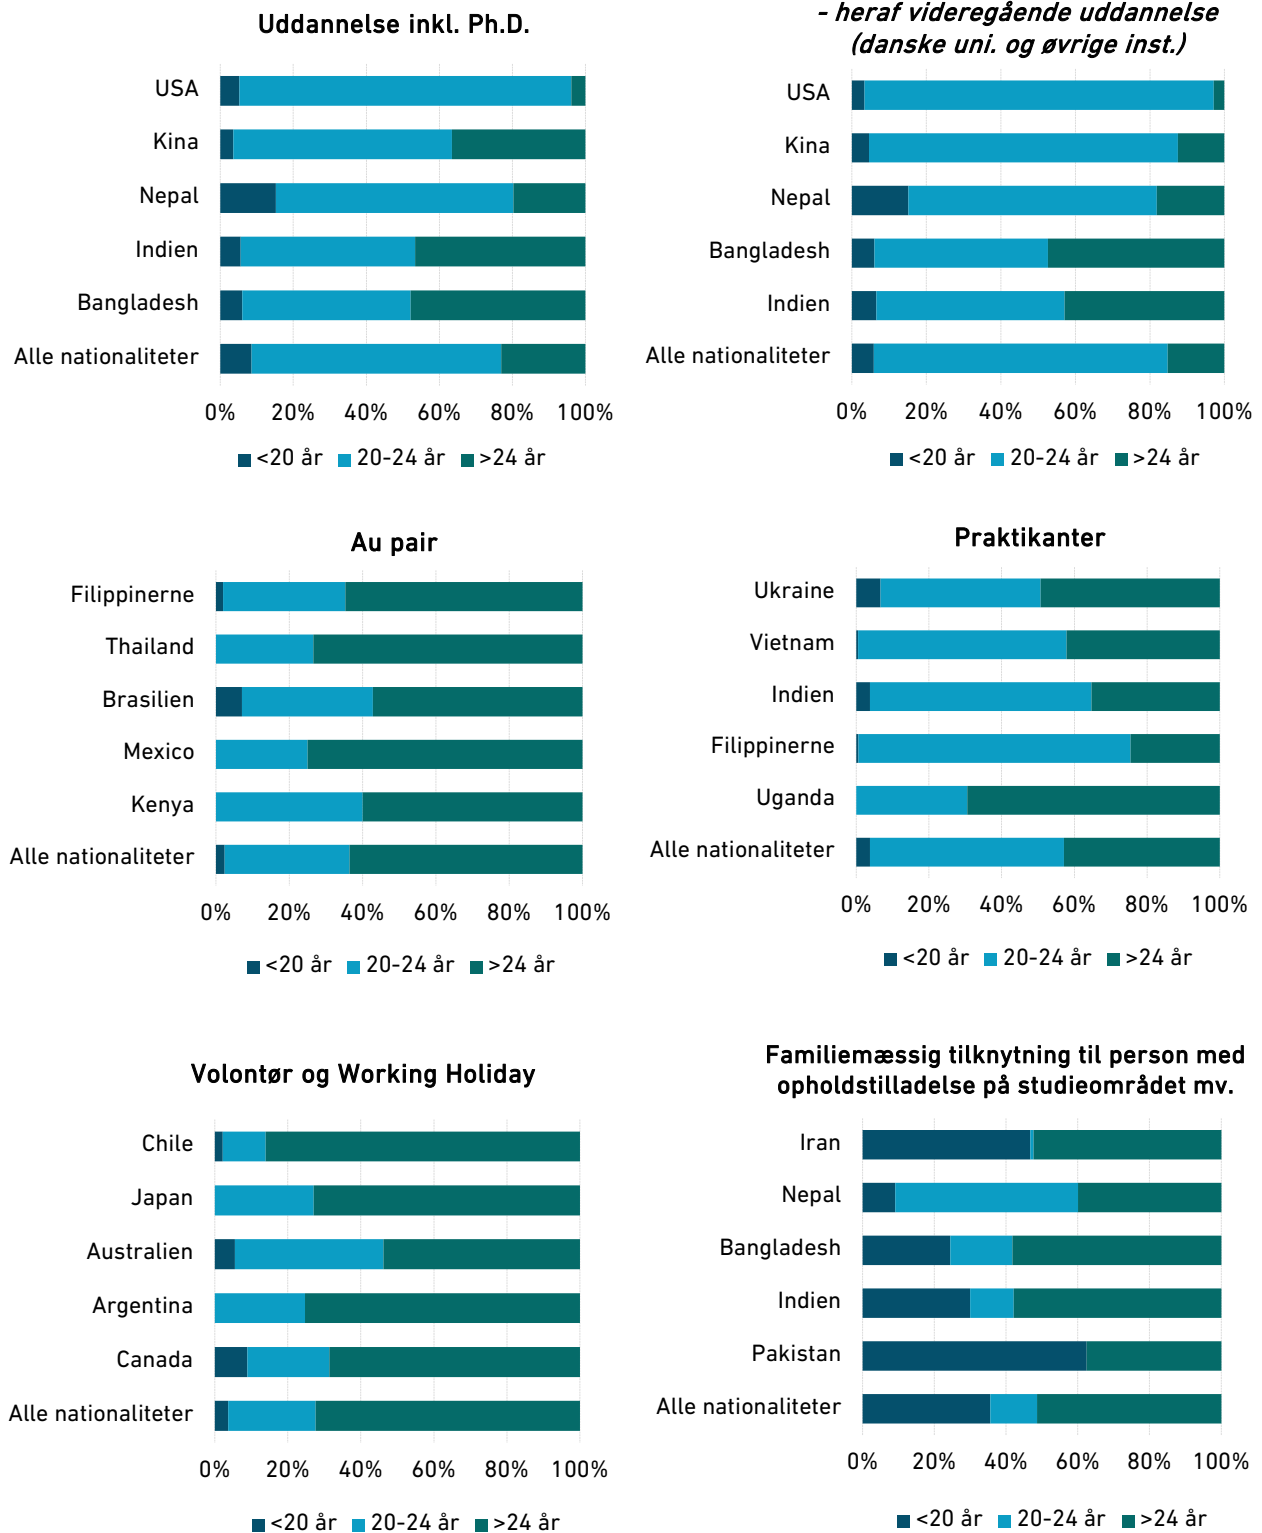 Uddannelse inkl. Ph.D.
USA
Kina
Nepal
Indien
Bangladesh
Alle nationaliteter
0% 20% 40% 60% 80% 100%
<20 år 20-24 år >24 år
- heraf videregående uddannelse
(danske uni. og øvrige inst.)
USA
Kina
Nepal
Bangladesh
Indien
Alle nationaliteter
0% 20% 40% 60% 80% 100%
<20 år 20-24 år >24 år
Au pair
Filippinerne
Thailand
Brasilien
Mexico
Kenya
Alle nationaliteter
0% 20% 40% 60% 80% 100%
<20 år 20-24 år >24 år
Praktikanter
Ukraine
Vietnam
Indien
Filippinerne
Uganda
Alle nationaliteter
0% 20% 40% 60% 80% 100%
<20 år 20-24 år >24 år
Volontør og Working Holiday
Chile
Japan
Australien
Argentina
Canada
Alle nationaliteter
0% 20% 40% 60% 80% 100%
<20 år 20-24 år >24 år
Familiemæssig tilknytning til person med
opholdstilladelse på studieområdet mv.
Iran
Nepal
Bangladesh
Indien
Pakistan
Alle nationaliteter
0% 20% 40% 60% 80% 100%
<20 år 20-24 år >24 år